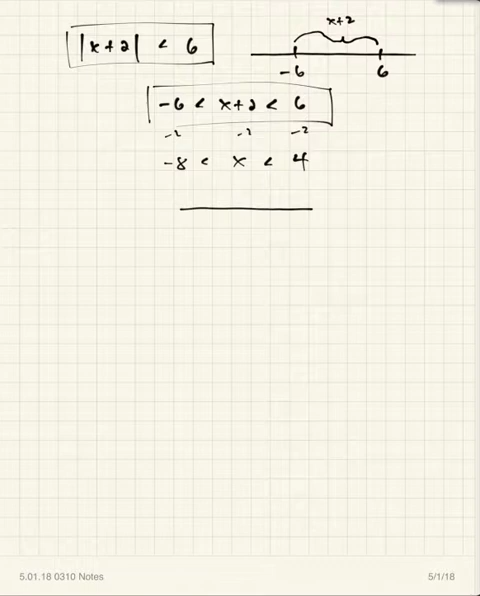 |x+2| < 6
x+2
-6 6
-6 < x+2 < 6
-2 -2 -2
-8 < x < 4
5.01.18 0310 Notes 5/1/18